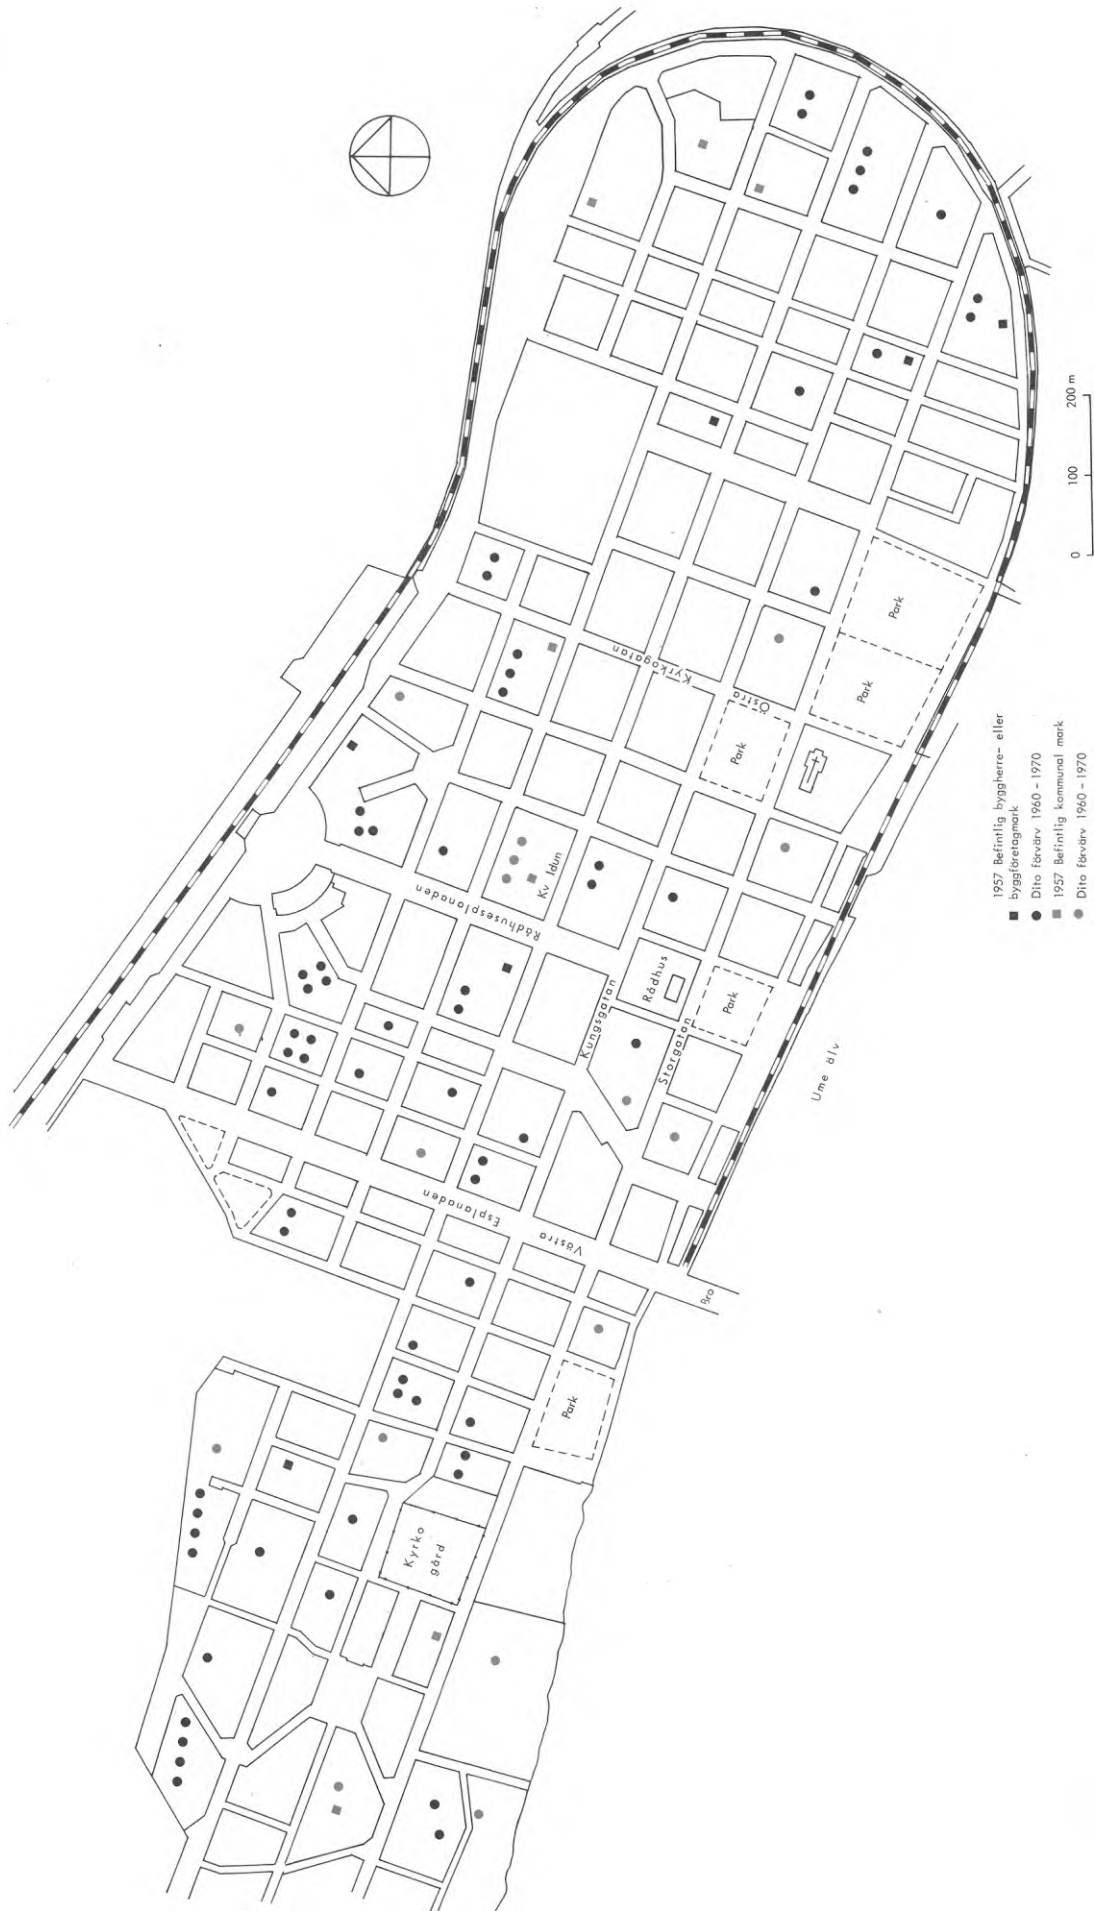 Kyrkogatan
Östra
Park
Park
Park
Rådhusesplanaden
Kv Idun
Kungsgatan
Rådhus
Storgatan
Park
Ume älv
Esplanaden
Västra
Bro
Park
Kyrko
gård
0 100 200 m
1957 Befintlig byggherre- eller
byggföretagmark
Dito förvärv 1960 - 1970
1957 Befintlig kommunal mark
Dito förvärv 1960 - 1970